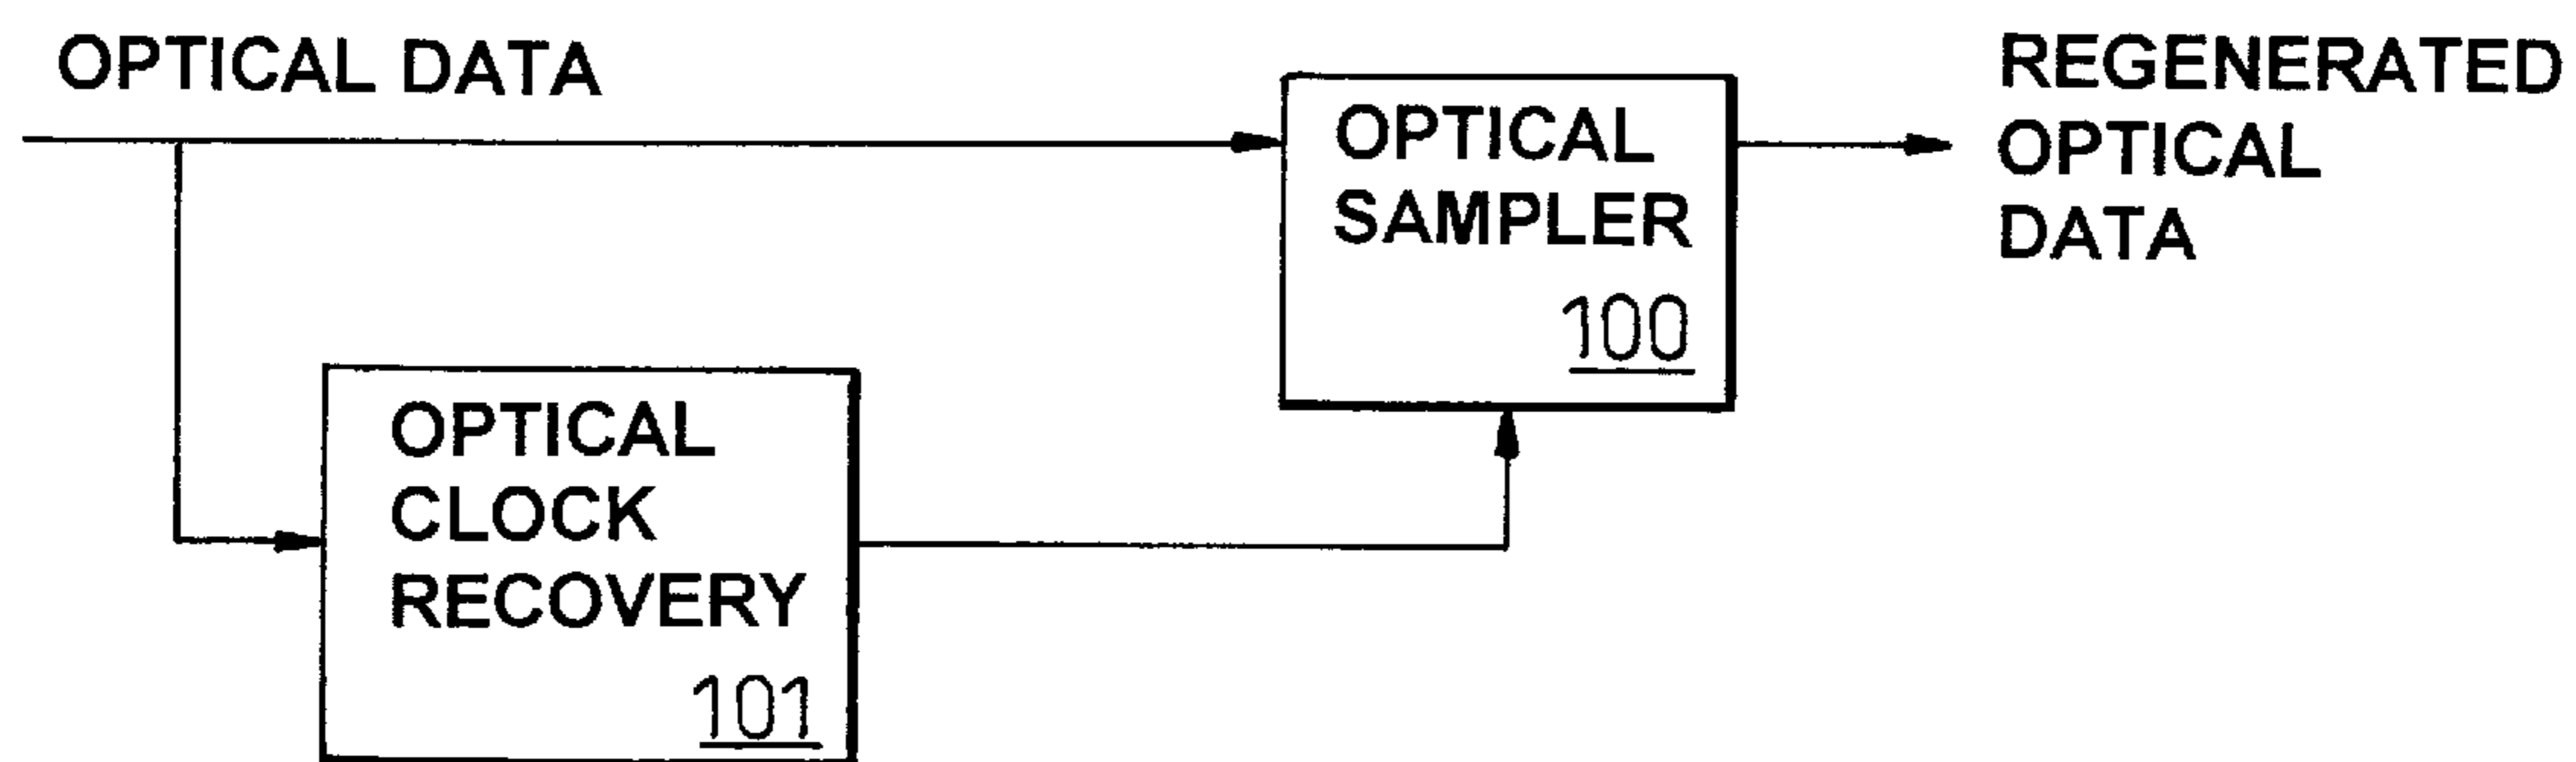 OPTICAL DATA
OPTICAL
SAMPLER
100
REGENERATED
OPTICAL
DATA
OPTICAL
CLOCK
RECOVERY
101